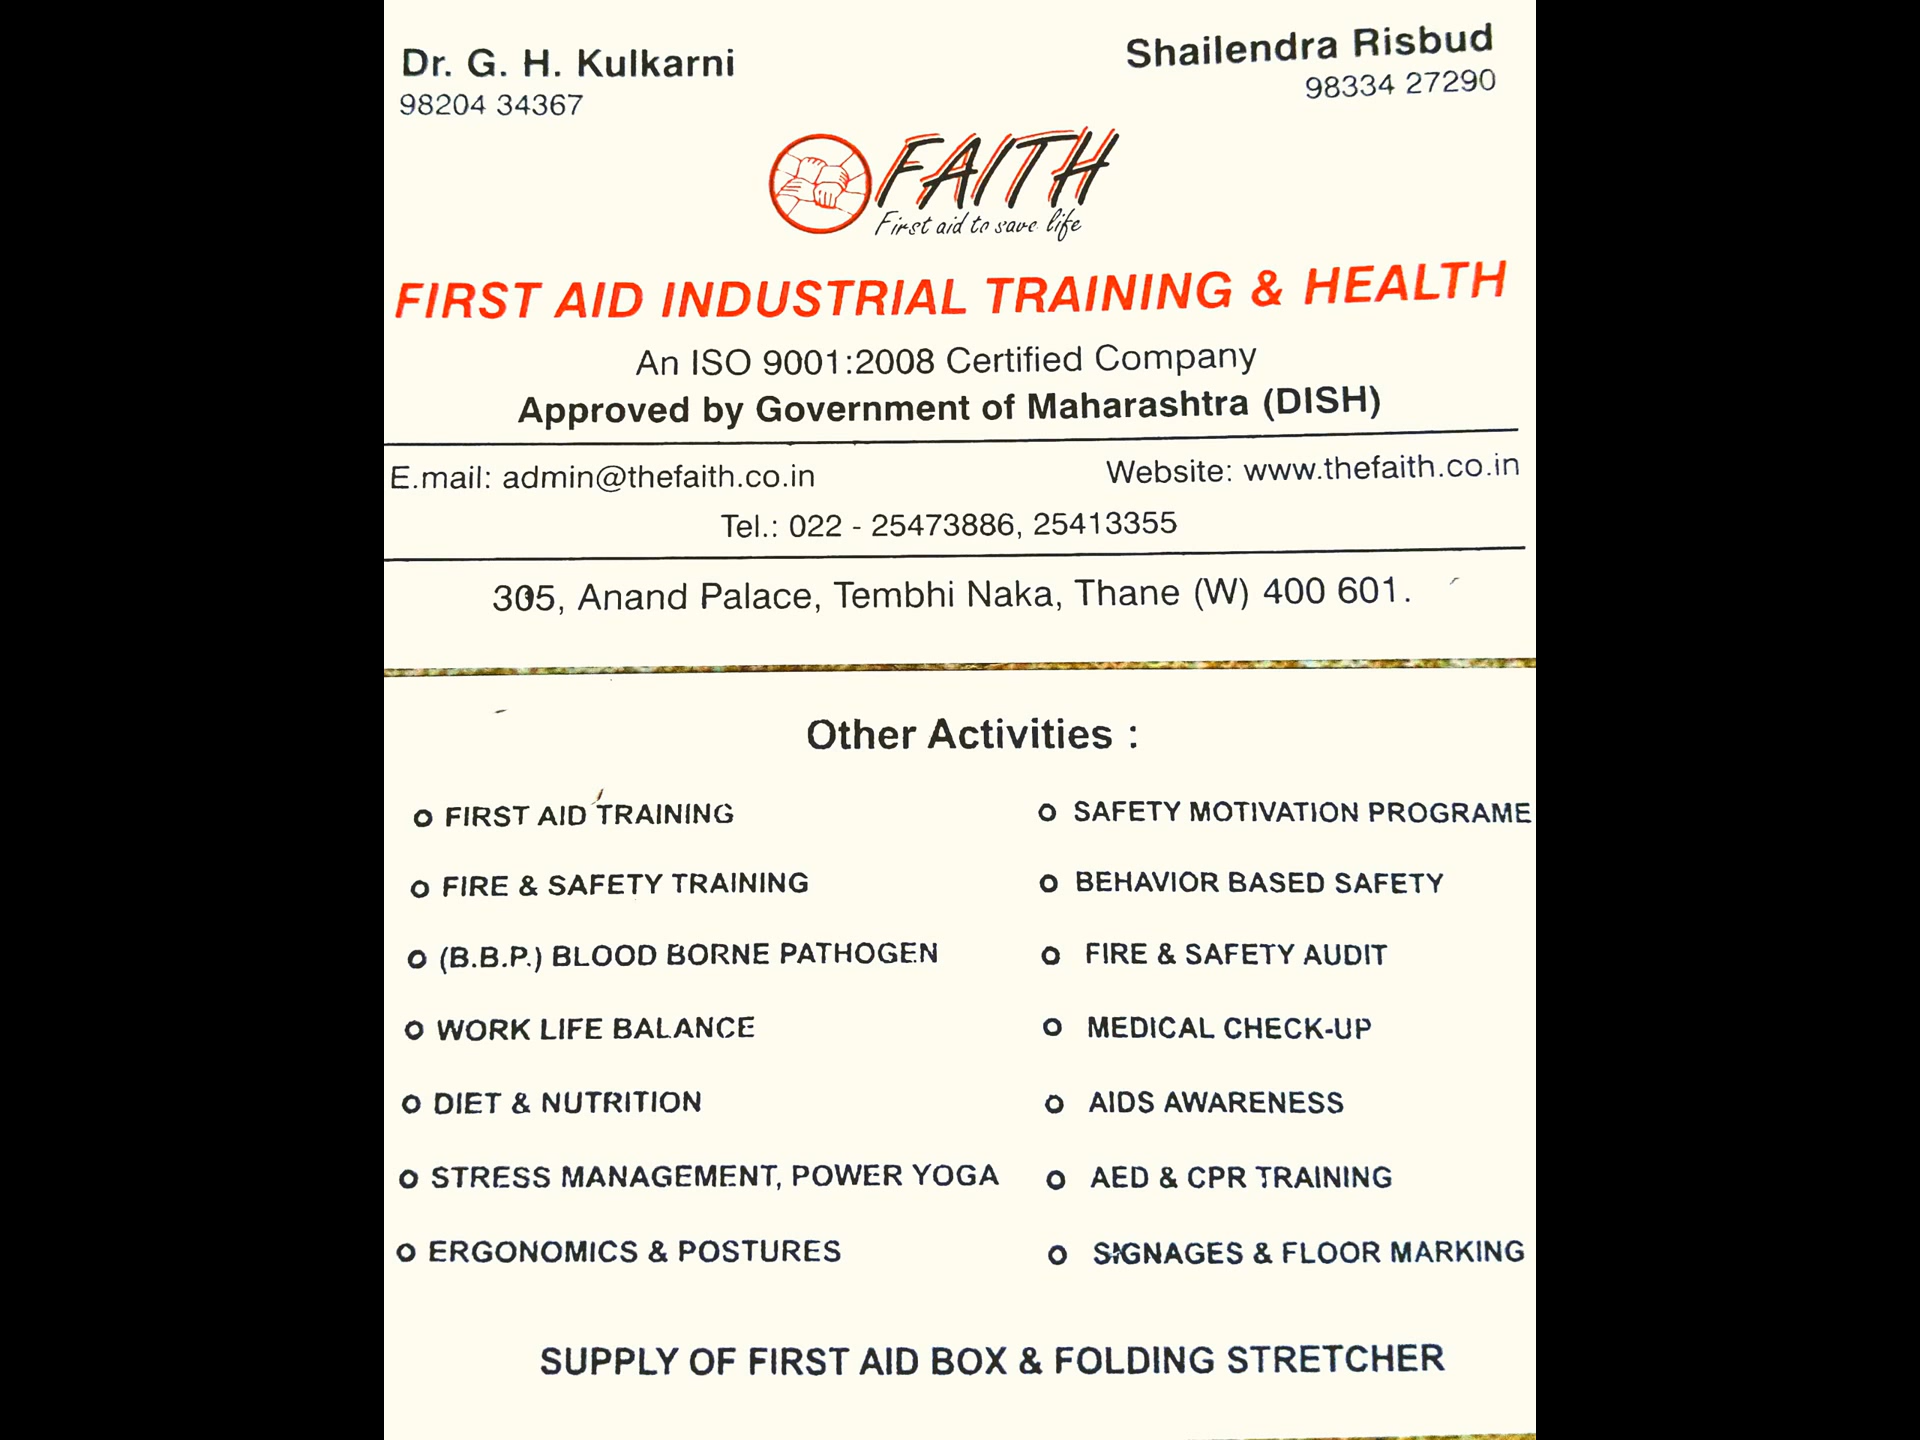 Dr. G. H. Kulkarni
98204 34367
Shailendra Risbud
98334 27290
FAITH
First aid to save life
FIRST AID INDUSTRIAL TRAINING & HEALTH
An ISO 9001:2008 Certified Company
Approved by Government of Maharashtra (DISH)
E.mail: admin@thefaith.co.in
Website: www.thefaith.co.in
Tel.: 022 - 25473886, 25413355
305, Anand Palace, Tembhi Naka, Thane (W) 400 601.
Other Activities :
o FIRST AID TRAINING
o FIRE & SAFETY TRAINING
o (B.B.P.) BLOOD BORNE PATHOGEN
o WORK LIFE BALANCE
o DIET & NUTRITION
o STRESS MANAGEMENT, POWER YOGA
o ERGONOMICS & POSTURES
o SAFETY MOTIVATION PROGRAME
o BEHAVIOR BASED SAFETY
o FIRE & SAFETY AUDIT
o MEDICAL CHECK-UP
o AIDS AWARENESS
o AED & CPR TRAINING
o SIGNAGES & FLOOR MARKING
SUPPLY OF FIRST AID BOX & FOLDING STRETCHER